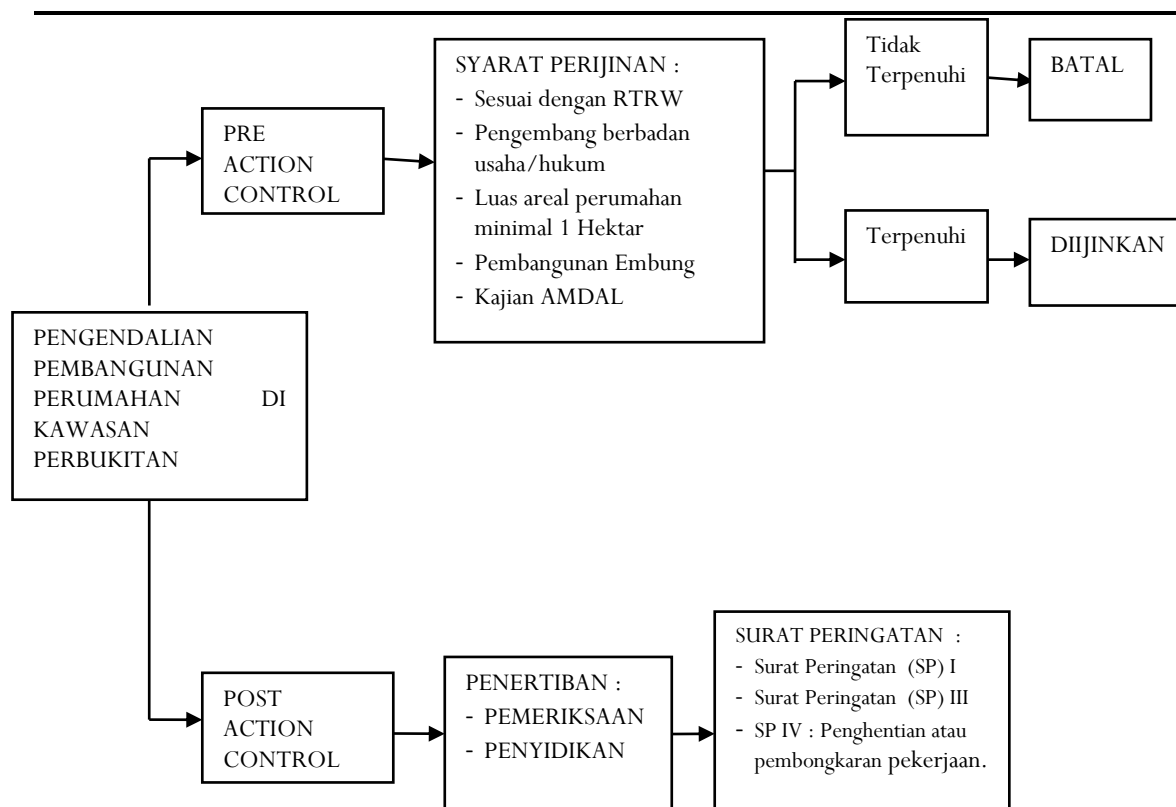 PENGENDALIAN
PEMBANGUNAN
PERUMAHAN DI
KAWASAN
PERBUKITAN
PRE
ACTION
CONTROL
SYARAT PERIJINAN :
- Sesuai dengan RTRW
- Pengembang berbadan
usaha/hukum
- Luas areal perumahan
minimal 1 Hektar
- Pembangunan Embung
- Kajian AMDAL
Tidak
Terpenuhi
BATAL
Terpenuhi
DIIJINKAN
POST
ACTION
CONTROL
PENERTIBAN :
- PEMERIKSAAN
- PENYIDIKAN
SURAT PERINGATAN :
- Surat Peringatan (SP) I
- Surat Peringatan (SP) III
- SP IV : Penghentian atau
pembongkaran pekerjaan.